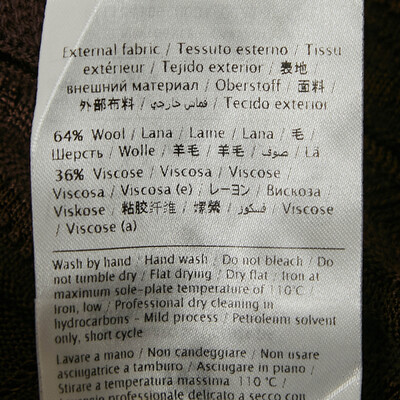 External fabric / Tessuto esterno / Tissu
extérieur / Tejido exterior / 表地 /
внешний материал / Oberstoff / 面料 /
外部布料 / قماش خارجي / Tecido exterior
64% Wool / Lana / Laine / Lana / 毛 /
Шерсть / Wolle / 羊毛 / 羊毛 / صوف / Lã
36% Viscose / Viscosa / Viscose /
Viscosa / Viscosa (e) / レーヨン / Вискоза /
Viskose / 粘胶纤维 / 嫘縈 / فسكوز / Viscose
/ Viscose (a)
Wash by hand / Hand wash / Do not bleach / Do
not tumble dry / Flat drying / Dry flat / Iron at
maximum sole-plate temperature of 110°C /
Iron, low / Professional dry cleaning in
hydrocarbons - Mild process / Petroleum solvent
only, short cycle
Lavare a mano / Non candeggiare / Non usare
asciugatrice a tamburo / Asciugare in piano /
Stirare a temperatura massima 110 °C /
professionale delicato a secco con